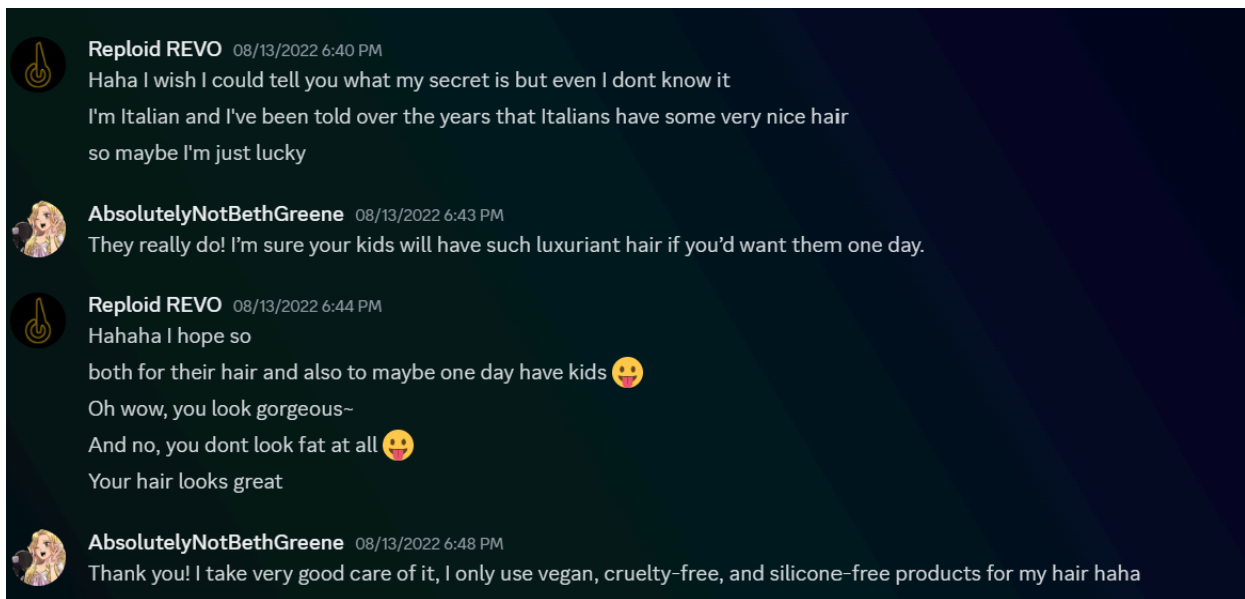 Reploid REVO 08/13/2022 6:40 PM
Haha I wish I could tell you what my secret is but even I dont know it
I'm Italian and I've been told over the years that Italians have some very nice hair
so maybe I'm just lucky
AbsolutelyNotBethGreene 08/13/2022 6:43 PM
They really do! I’m sure your kids will have such luxuriant hair if you’d want them one day.
Reploid REVO 08/13/2022 6:44 PM
Hahaha I hope so
both for their hair and also to maybe one day have kids 😛
Oh wow, you look gorgeous~
And no, you dont look fat at all 😛
Your hair looks great
AbsolutelyNotBethGreene 08/13/2022 6:48 PM
Thank you! I take very good care of it, I only use vegan, cruelty-free, and silicone-free products for my hair haha